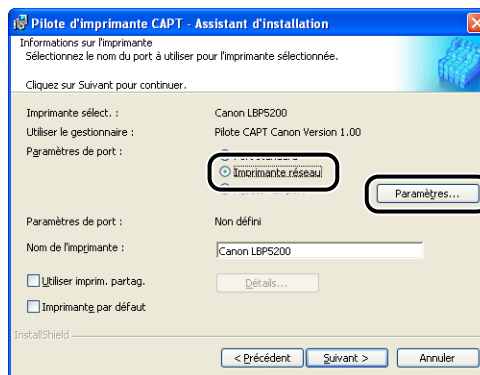 Pilote d'imprimante CAPT - Assistant d'installation
Informations sur l'imprimante
Sélectionnez le nom du port à utiliser pour l'imprimante sélectionnée.
Cliquez sur Suivant pour continuer.
Imprimante sélect. : Canon LBP5200
Utiliser le gestionnaire : Pilote CAPT Canon Version 1.00
Paramètres de port :
Imprimante réseau
Paramètres...
Paramètres de port : Non défini
Nom de l'imprimante : Canon LBP5200
Utiliser imprim. partag. Détails...
Imprimante par défaut
InstallShield
< Précédent Suivant > Annuler